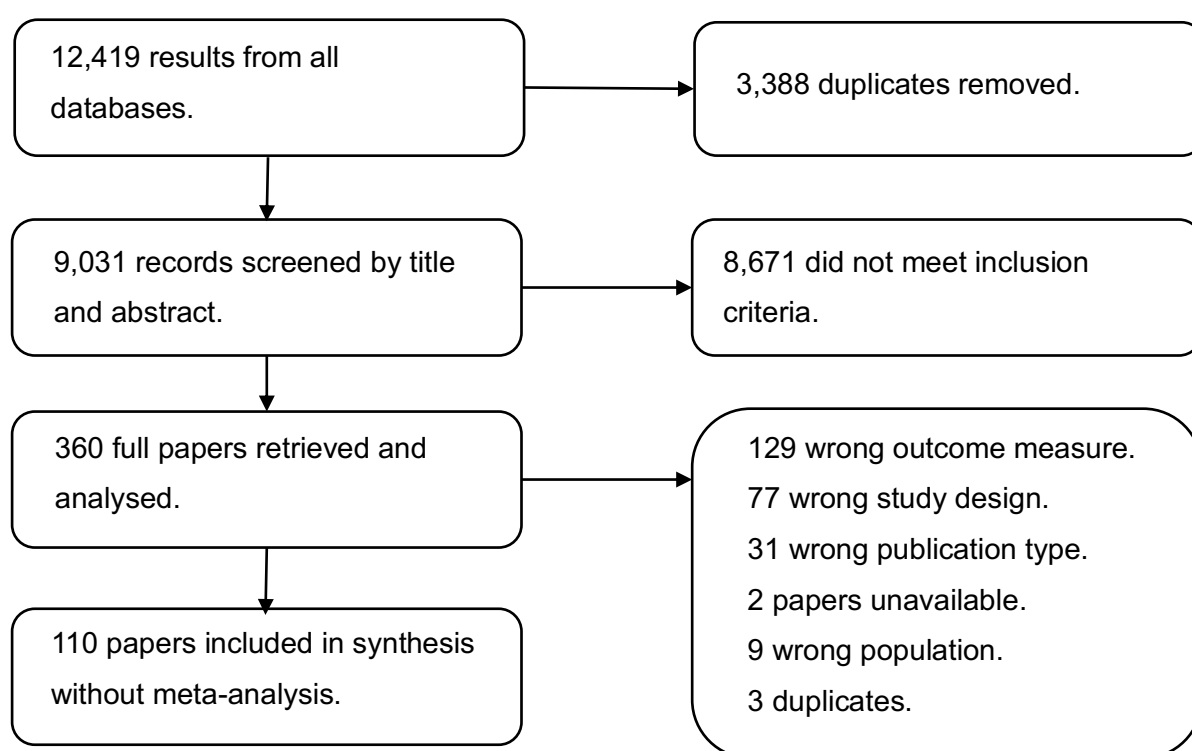 12,419 results from all
databases.
3,388 duplicates removed.
9,031 records screened by title
and abstract.
8,671 did not meet inclusion
criteria.
360 full papers retrieved and
analysed.
129 wrong outcome measure.
77 wrong study design.
31 wrong publication type.
2 papers unavailable.
9 wrong population.
3 duplicates.
110 papers included in synthesis
without meta-analysis.